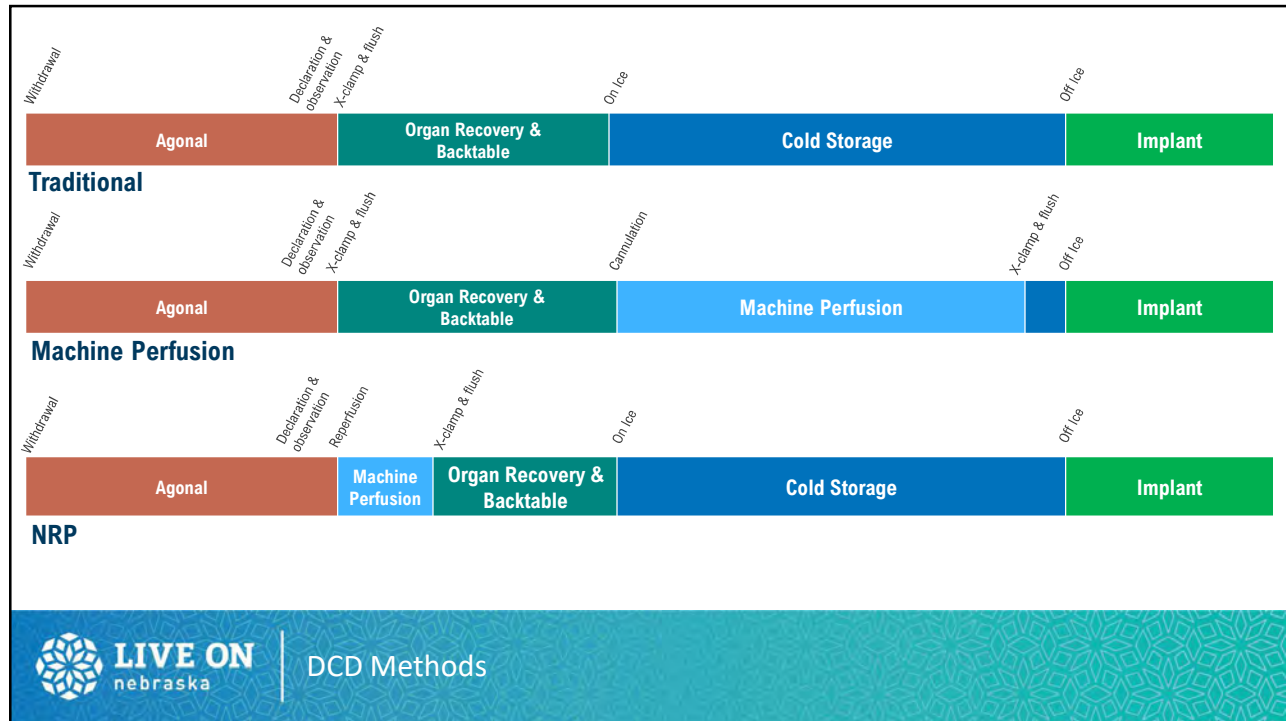 Withdrawal
Declaration &
observation
X-clamp & flush
On Ice
Off Ice
Agonal
Organ Recovery &
Backtable
Cold Storage
Implant
Traditional
Withdrawal
Declaration &
observation
X-clamp & flush
Cannulation
X-clamp & flush
Off Ice
Agonal
Organ Recovery &
Backtable
Machine Perfusion
Implant
Machine Perfusion
Withdrawal
Declaration &
observation
Reperfusion
X-clamp & flush
On Ice
Off Ice
Agonal
Machine
Perfusion
Organ Recovery &
Backtable
Cold Storage
Implant
NRP
LIVE ON
nebraska
DCD Methods